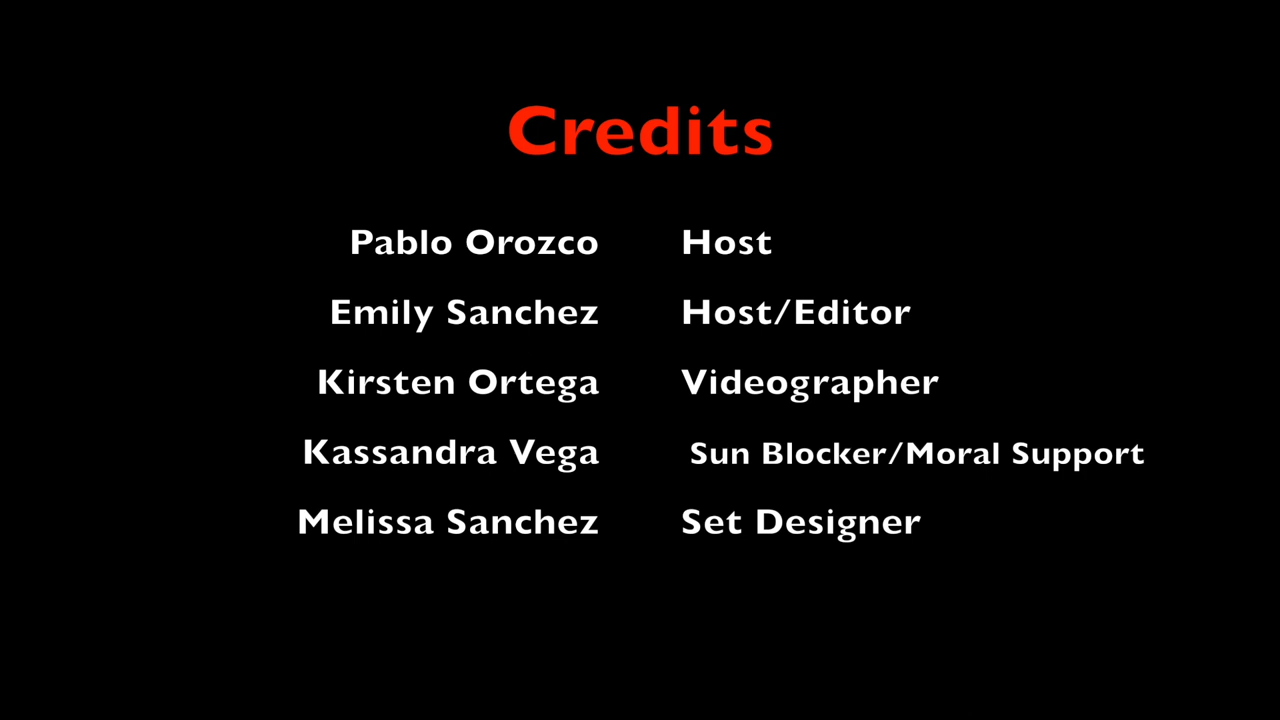 Credits
Pablo Orozco Host
Emily Sanchez Host/Editor
Kirsten Ortega Videographer
Kassandra Vega Sun Blocker/Moral Support
Melissa Sanchez Set Designer